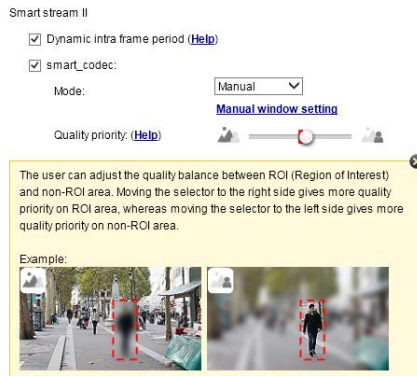 Smart stream II
Dynamic intra frame period (Help)
smart_codec:
Mode:
Manual
Manual window setting
Quality priority: (Help)
The user can adjust the quality balance between ROI (Region of Interest)
and non-ROI area. Moving the selector to the right side gives more quality
priority on ROI area, whereas moving the selector to the left side gives more
quality priority on non-ROI area.
Example: